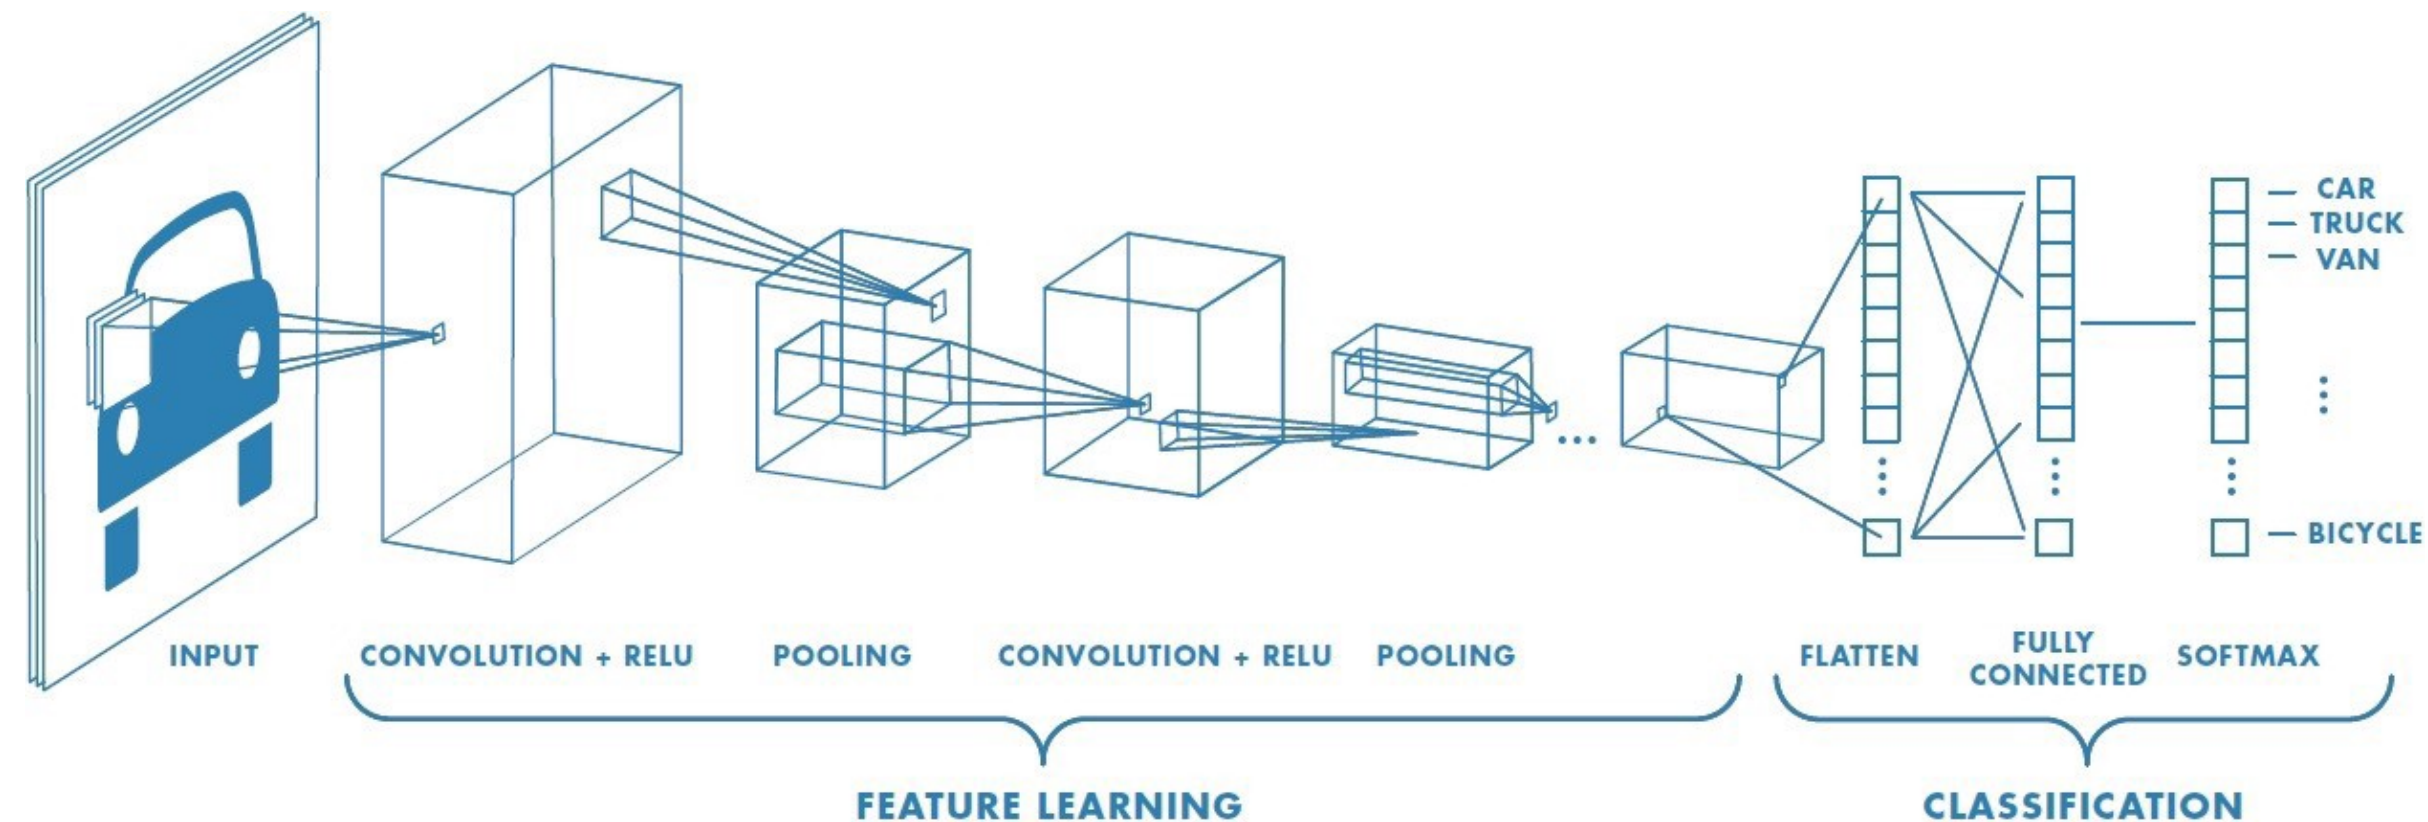 CAR
TRUCK
VAN
BICYCLE
INPUT
CONVOLUTION + RELU
POOLING
CONVOLUTION + RELU
POOLING
FLATTEN
FULLY
CONNECTED
SOFTMAX
FEATURE LEARNING
CLASSIFICATION